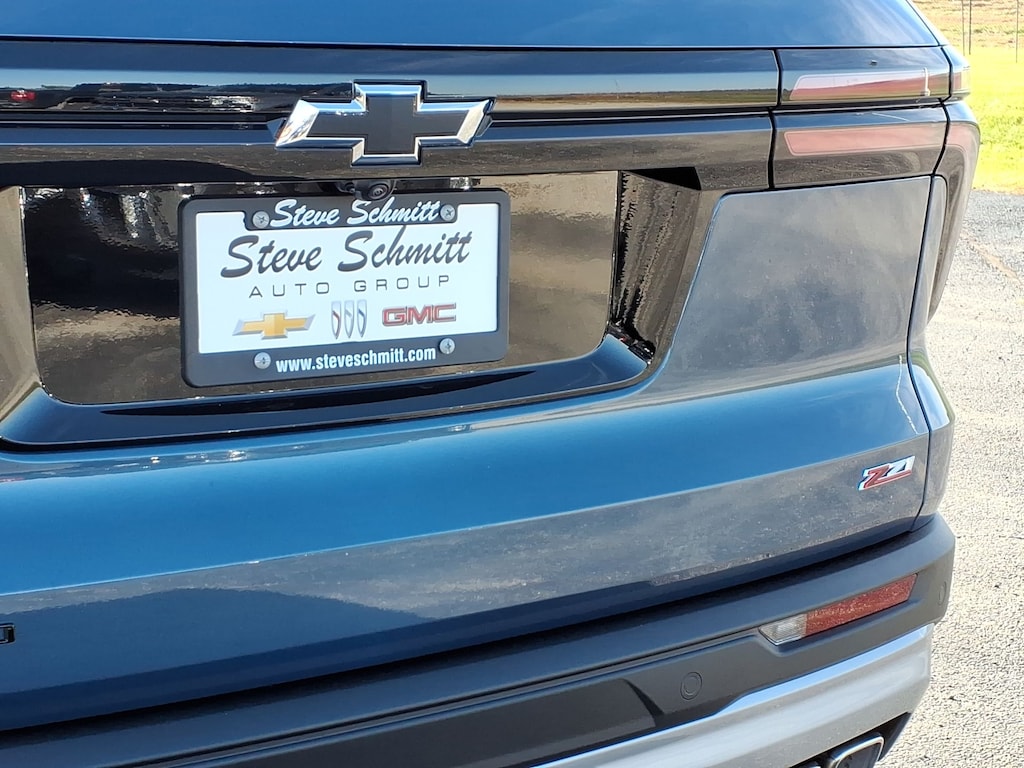 Steve Schmitt
Steve Schmitt
AUTO GROUP
GMC
www.steveschmitt.com
Z71